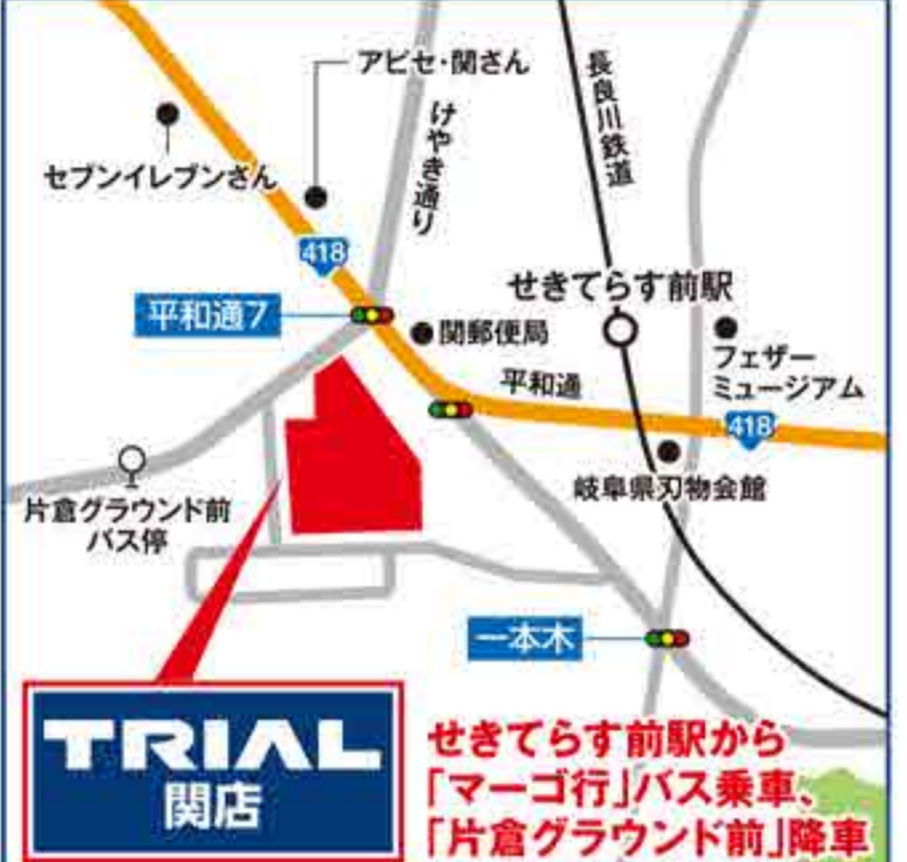 アピセ・関さん
セブンイレブンさん
けやき通り
長良川鉄道
418
せきてらす前駅
平和通7
関郵便局
フェザー
ミュージアム
平和通
418
岐阜県刃物会館
片倉グラウンド前
バス停
一本木
TRIAL
関店
せきてらす前駅から
「マーゴ行」バス乗車、
「片倉グラウンド前」降車